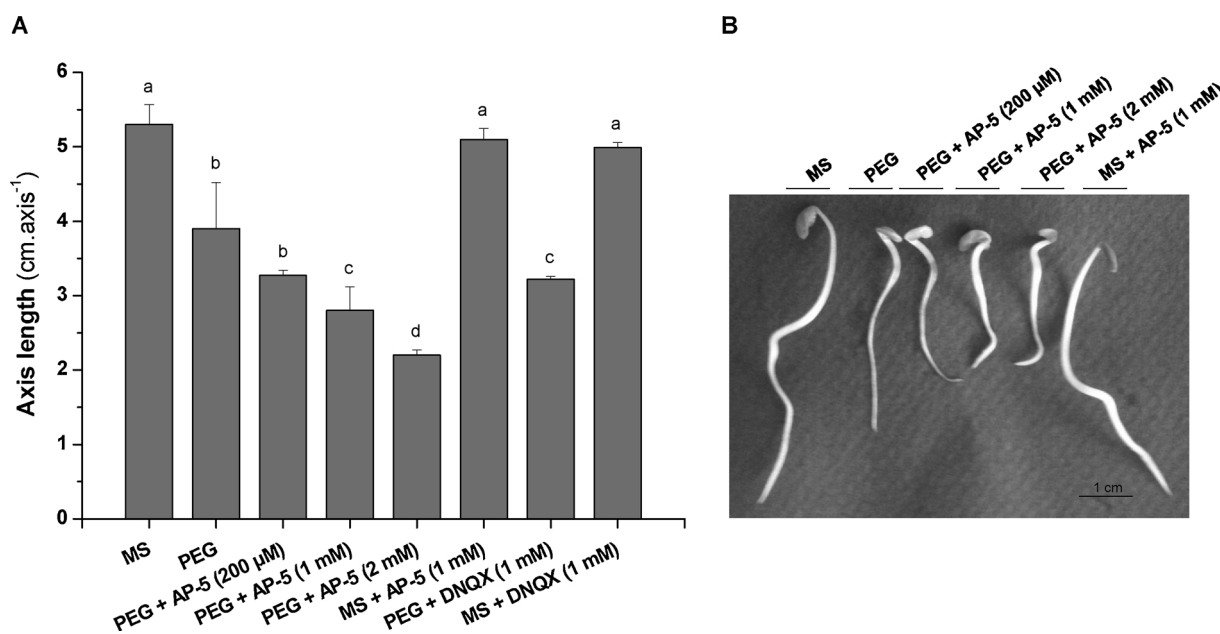 A
B
Axis length (cm.axis⁻¹)
6
5
4
3
2
1
0
a
b
b
c
d
a
c
a
MS
PEG
PEG + AP-5 (200 µM)
PEG + AP-5 (1 mM)
PEG + AP-5 (2 mM)
MS + AP-5 (1 mM)
PEG + DNQX (1 mM)
MS + DNQX (1 mM)
MS
PEG
PEG + AP-5 (200 µM)
PEG + AP-5 (1 mM)
PEG + AP-5 (2 mM)
MS + AP-5 (1 mM)
1 cm